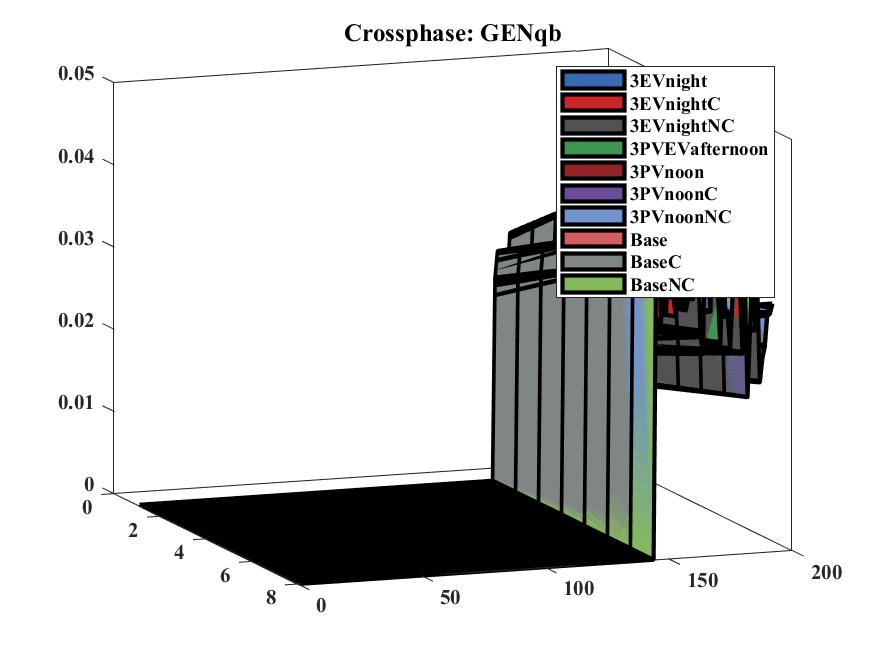 Crossphase: GENqb
0.05
0.04
0.03
0.02
0.01
0
0
2
4
6
8
0
50
100
150
200
3EVnight
3EVnightC
3EVnightNC
3PVEVafternoon
3PVnoon
3PVnoonC
3PVnoonNC
Base
BaseC
BaseNC